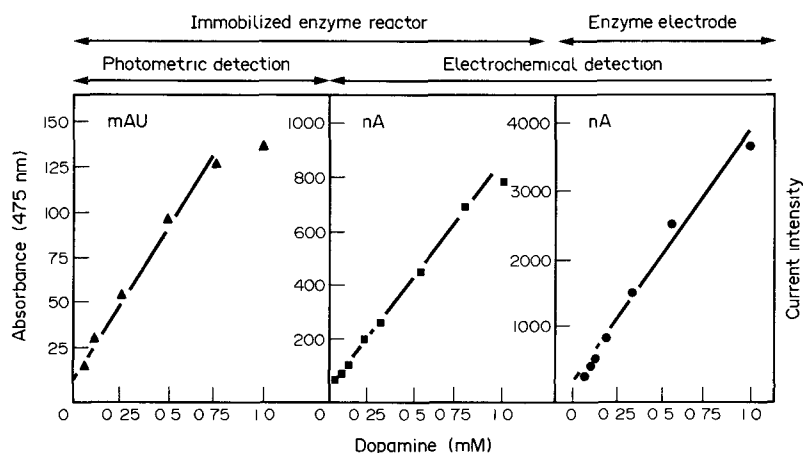 Immobilized enzyme reactor
Enzyme electrode
Photometric detection
Electrochemical detection
mAU
nA
nA
Absorbance (475 nm)
150
125
100
75
50
25
0
1000
800
600
400
200
4000
3000
2000
1000
Current intensity
0 0 25 0 5 0 75 1 0
0 0 25 0 5 0 75 1 0
0 0 25 0 5 0 75 1 0
Dopamine (mM)